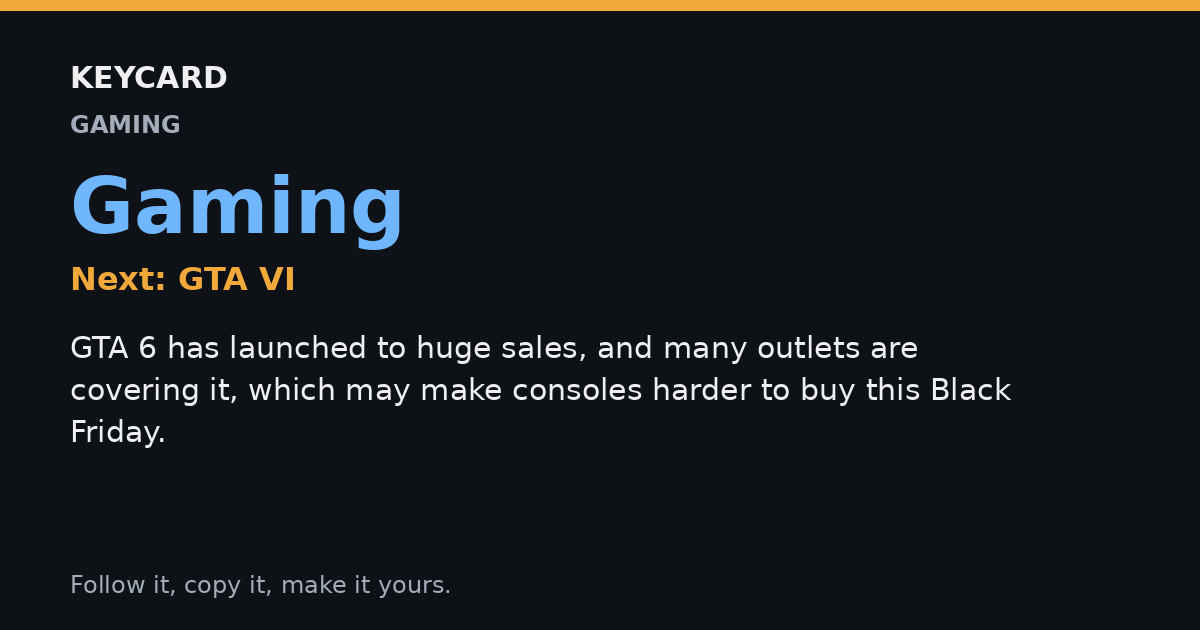 KEYCARD
GAMING
Gaming
Next: GTA VI
GTA 6 has launched to huge sales, and many outlets are
covering it, which may make consoles harder to buy this Black
Friday.
Follow it, copy it, make it yours.